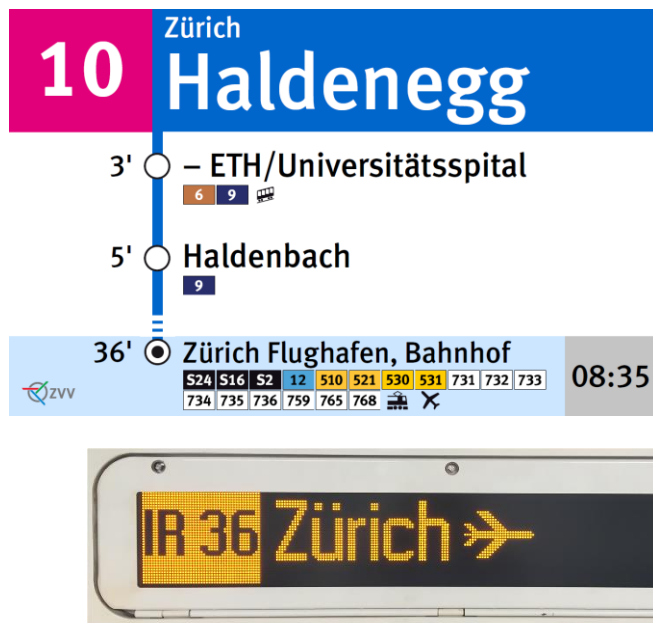 10
Zürich
Haldenegg
3' – ETH/Universitätsspital
6 9
5' Haldenbach
9
36' Zürich Flughafen, Bahnhof
S24 S16 S2 12 510 521 530 531 731 732 733
734 735 736 759 765 768
ZVV
08:35
IR 36 Zürich